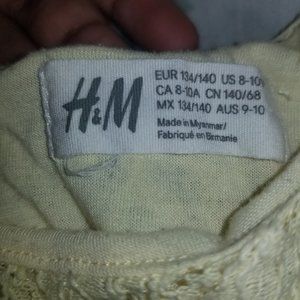 H&M
EUR 134/140 US 8-10Y
CA 8-10A CN 140/68
MX 134/140 AUS 9-10
Made in Myanmar/
Fabriqué en Birmanie